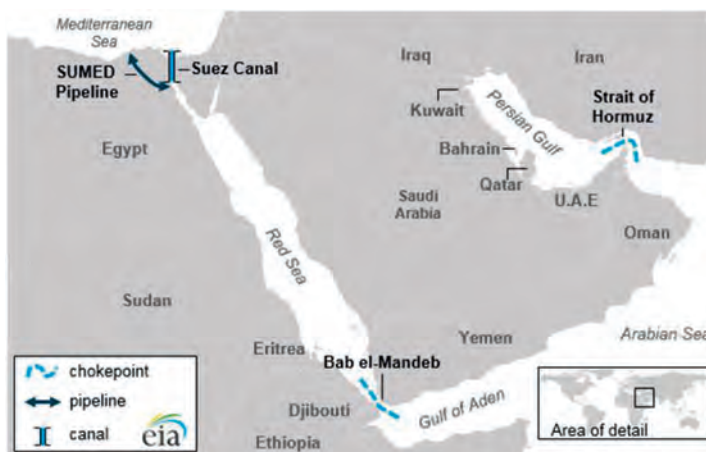 Mediterranean
Sea
SUMED
Pipeline
Suez Canal
Iraq
Iran
Kuwait
Strait of
Hormuz
Persian Gulf
Egypt
Bahrain
Qatar
Saudi
Arabia
U.A.E
Oman
Red Sea
Sudan
Yemen
Arabian Sea
Eritrea
Bab el-Mandeb
Djibouti
Gulf of Aden
Ethiopia
chokepoint
pipeline
canal
eia
Area of detail